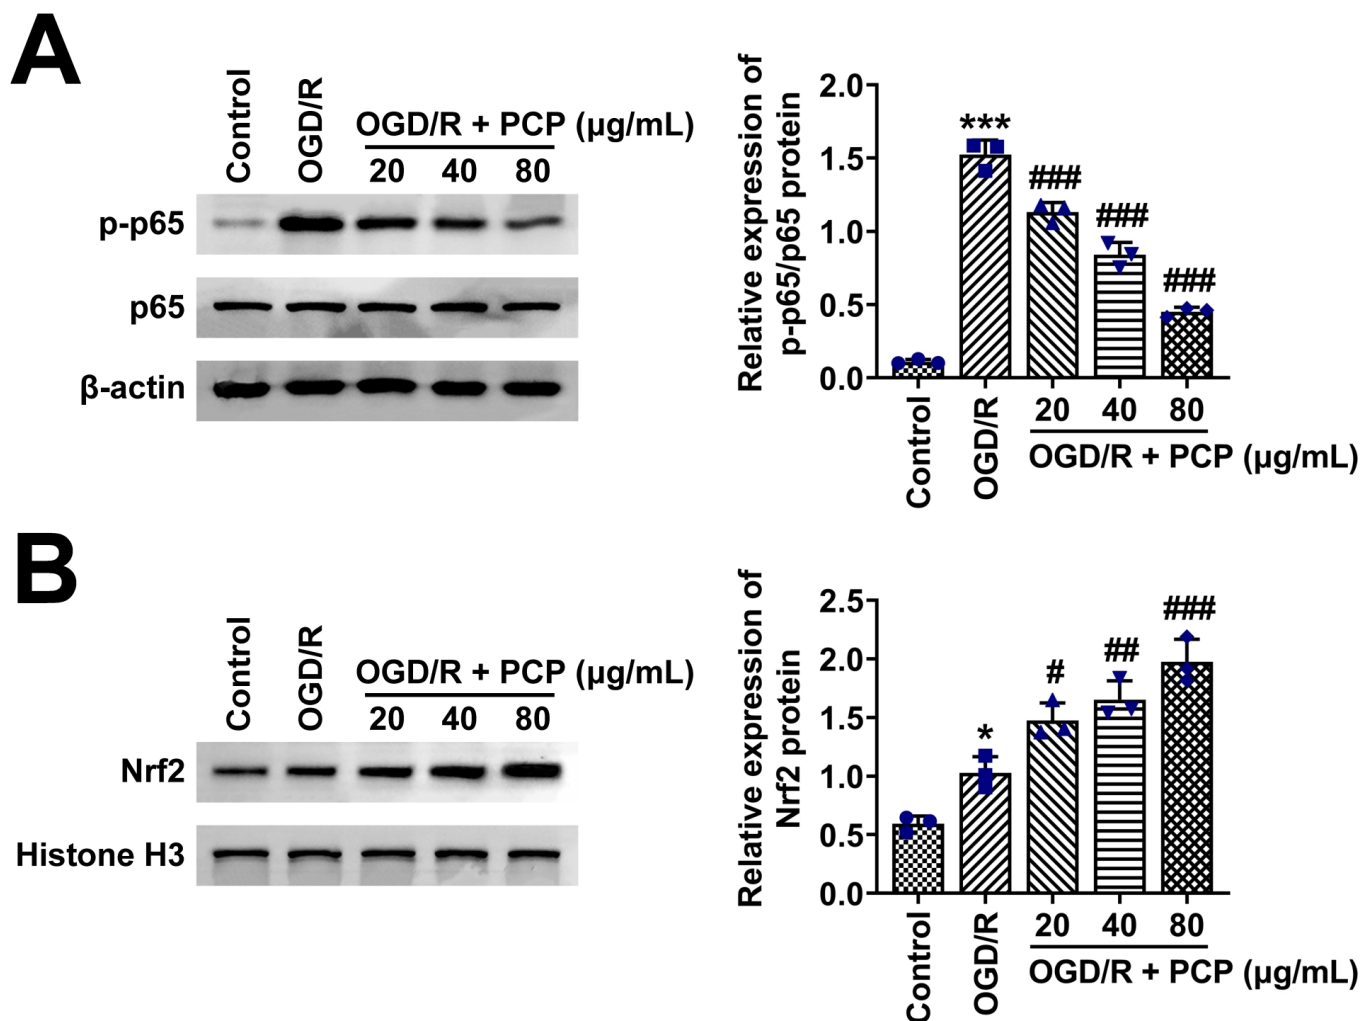 A
Control
OGD/R
OGD/R + PCP (μg/mL)
20 40 80
p-p65
p65
β-actin
Relative expression of
p-p65/p65 protein
2.0
1.5
1.0
0.5
0.0
***
###
###
###
Control
OGD/R
20 40 80
OGD/R + PCP (μg/mL)
B
Control
OGD/R
OGD/R + PCP (μg/mL)
20 40 80
Nrf2
Histone H3
Relative expression of
Nrf2 protein
2.5
2.0
1.5
1.0
0.5
0.0
*
#
##
###
Control
OGD/R
20 40 80
OGD/R + PCP (μg/mL)